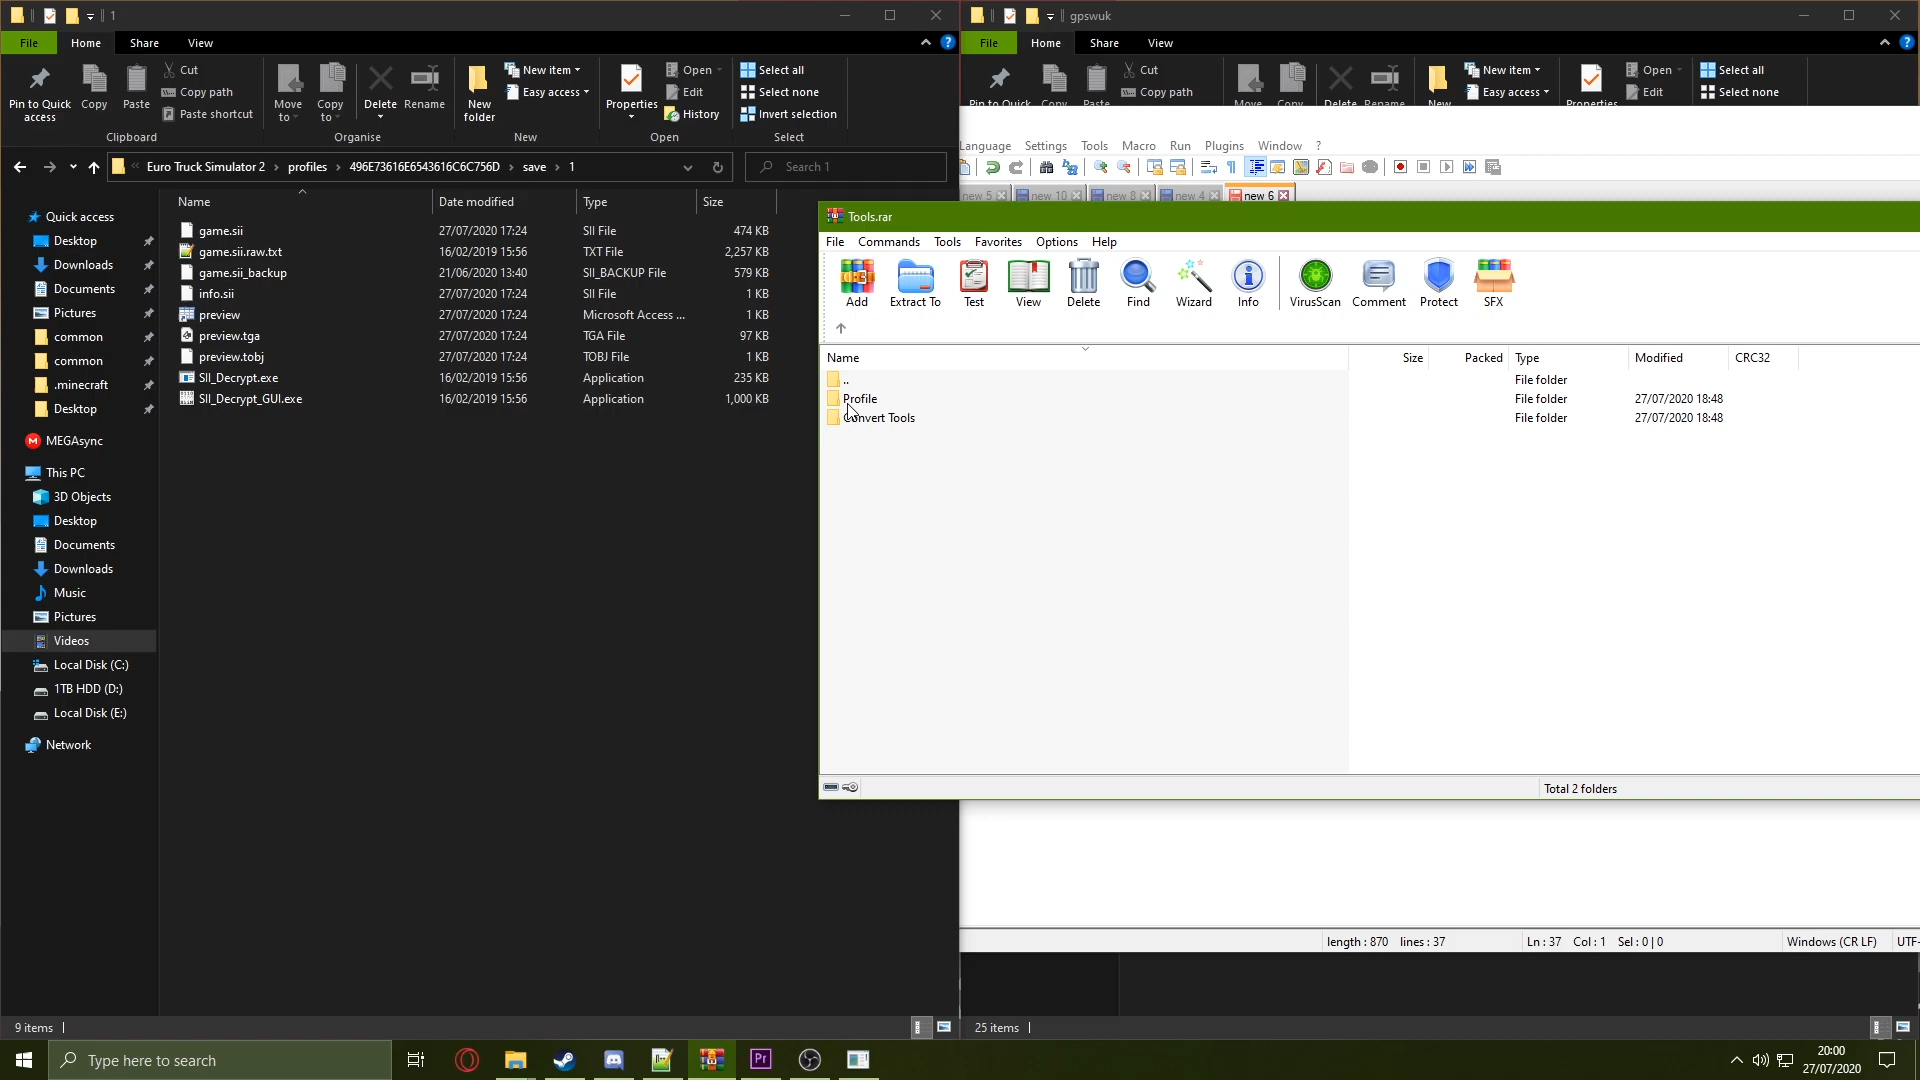 1
File Home Share View
Pin to Quick access
Copy
Paste
Cut
Copy path
Paste shortcut
Clipboard
Move to
Copy to
Delete
Rename
Organise
New folder
New item
Easy access
New
Properties
Open
Edit
History
Open
Select all
Select none
Invert selection
Select
Euro Truck Simulator 2 › profiles › 496E73616E6543616C6C756D › save › 1
Search 1
Name Date modified Type Size
game.sii 27/07/2020 17:24 SII File 474 KB
game.sii.raw.txt 16/02/2019 15:56 TXT File 2,257 KB
game.sii_backup 21/06/2020 13:40 SII_BACKUP File 579 KB
info.sii 27/07/2020 17:24 SII File 1 KB
preview 27/07/2020 17:24 Microsoft Access ... 1 KB
preview.tga 27/07/2020 17:24 TGA File 97 KB
preview.tobj 27/07/2020 17:24 TOBJ File 1 KB
SII_Decrypt.exe 16/02/2019 15:56 Application 235 KB
SII_Decrypt_GUI.exe 16/02/2019 15:56 Application 1,000 KB
Quick access
Desktop
Downloads
Documents
Pictures
common
common
.minecraft
Desktop
MEGAsync
This PC
3D Objects
Desktop
Documents
Downloads
Music
Pictures
Videos
Local Disk (C:)
1TB HDD (D:)
Local Disk (E:)
Network
9 items
gpswuk
File Home Share View
Pin to Quick
Copy
Paste
Cut
Copy path
Move
Copy
Delete
Rename
New
New item
Easy access
Properties
Open
Edit
Select all
Select none
Language Settings Tools Macro Run Plugins Window ?
new 5 new 10 new 8 new 4 new 6
Tools.rar
File Commands Tools Favorites Options Help
Add Extract To Test View Delete Find Wizard Info VirusScan Comment Protect SFX
Name Size Packed Type Modified CRC32
.. File folder
Profile File folder 27/07/2020 18:48
Convert Tools File folder 27/07/2020 18:48
Total 2 folders
length : 870 lines : 37 Ln : 37 Col : 1 Sel : 0 | 0 Windows (CR LF) UTF-
25 items
Type here to search
Pr
20:00
27/07/2020